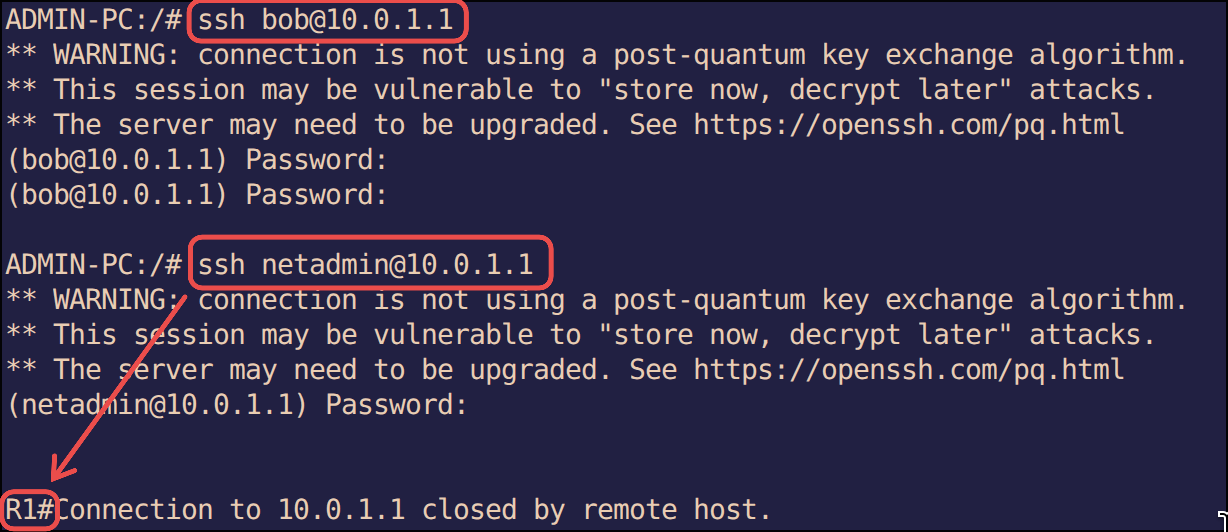 ADMIN-PC:/# ssh bob@10.0.1.1
** WARNING: connection is not using a post-quantum key exchange algorithm.
** This session may be vulnerable to "store now, decrypt later" attacks.
** The server may need to be upgraded. See https://openssh.com/pq.html
(bob@10.0.1.1) Password:
(bob@10.0.1.1) Password:
ADMIN-PC:/# ssh netadmin@10.0.1.1
** WARNING: connection is not using a post-quantum key exchange algorithm.
** This session may be vulnerable to "store now, decrypt later" attacks.
** The server may need to be upgraded. See https://openssh.com/pq.html
(netadmin@10.0.1.1) Password:
R1#Connection to 10.0.1.1 closed by remote host.